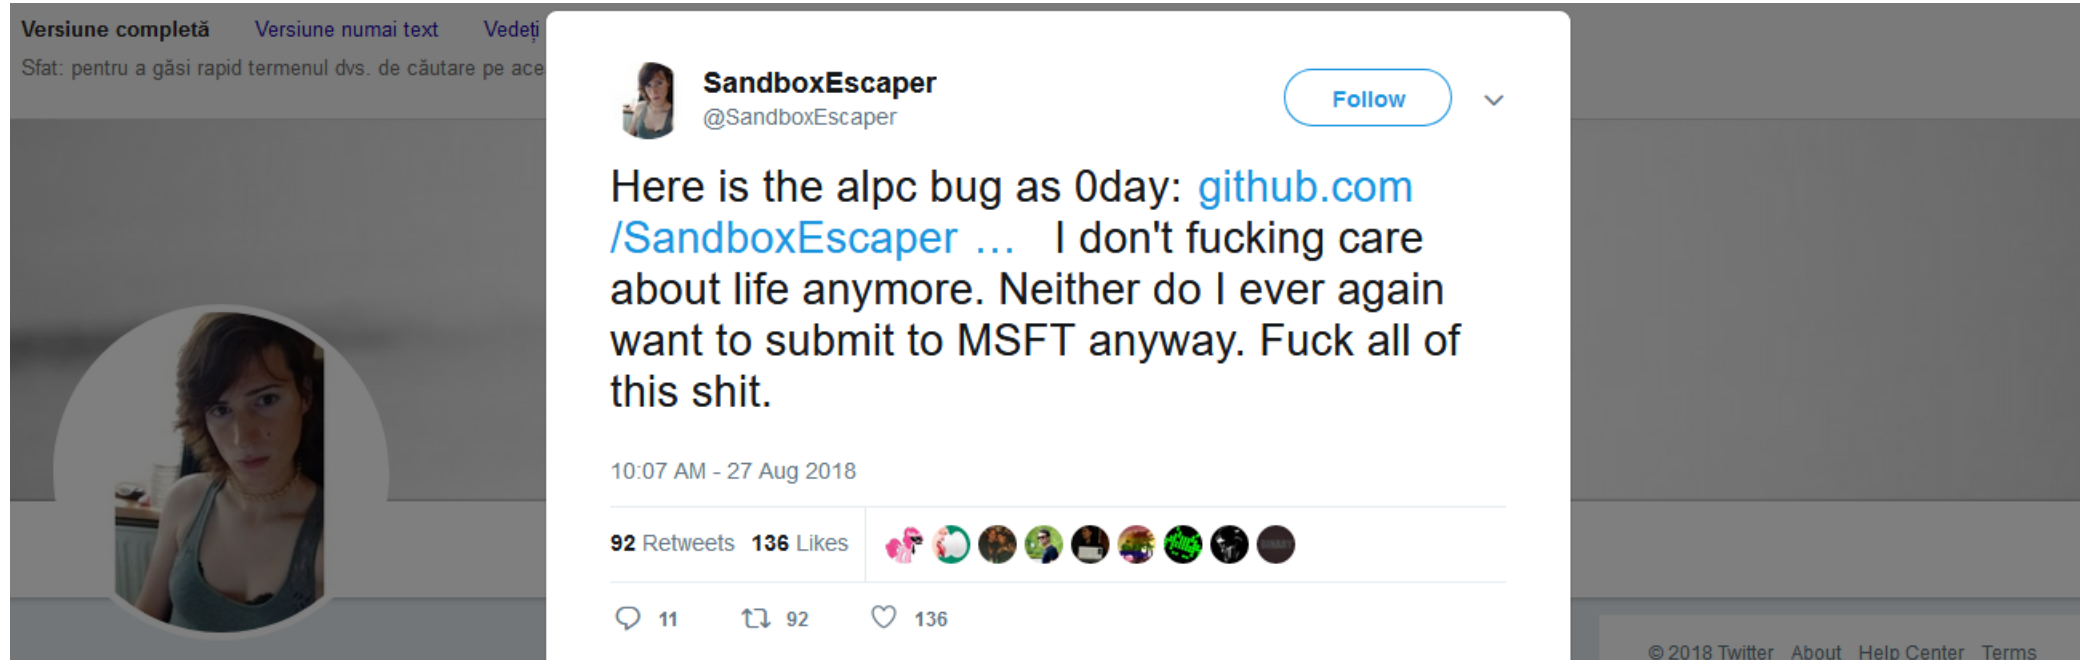 Versiune completă Versiune numai text Vedeți
Sfat: pentru a găsi rapid termenul dvs. de căutare pe ace
SandboxEscaper
@SandboxEscaper
Follow
Here is the alpc bug as 0day: github.com
/SandboxEscaper … I don't fucking care
about life anymore. Neither do I ever again
want to submit to MSFT anyway. Fuck all of
this shit.
10:07 AM - 27 Aug 2018
92 Retweets 136 Likes
11 92 136
© 2018 Twitter About Help Center Terms